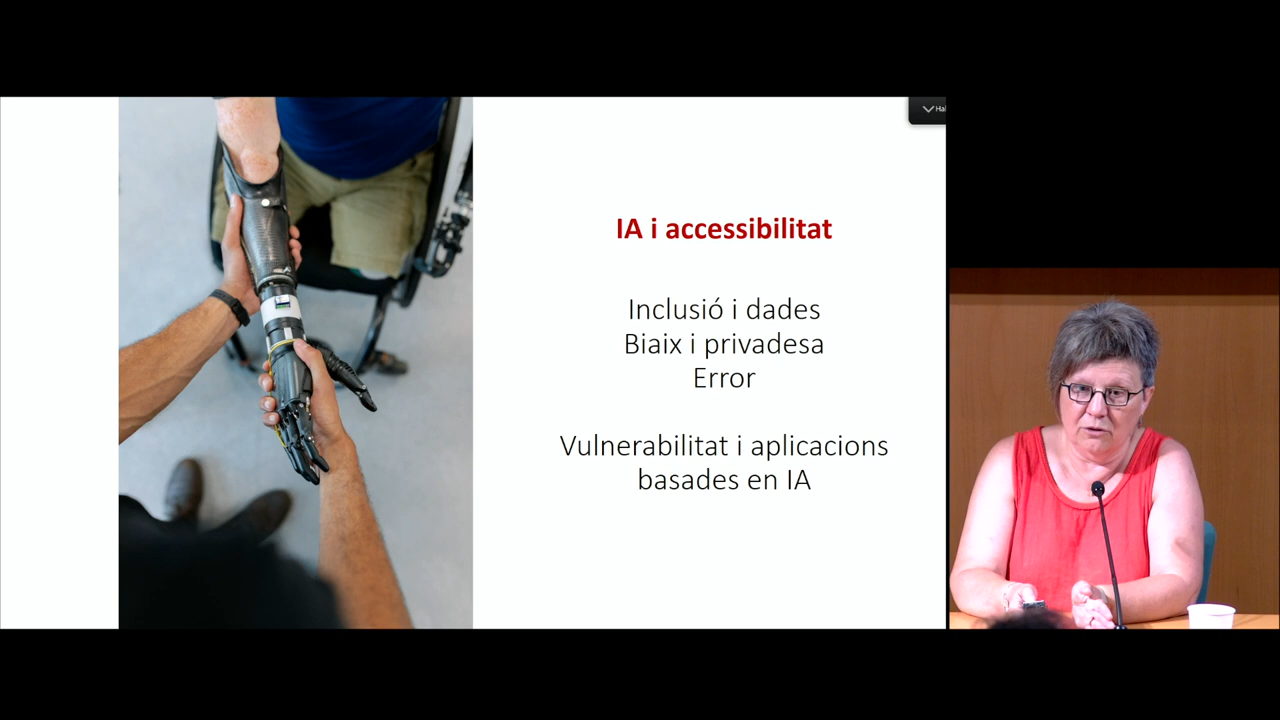 IA i accessibilitat
Inclusió i dades
Biaix i privadesa
Error
Vulnerabilitat i aplicacions
basades en IA